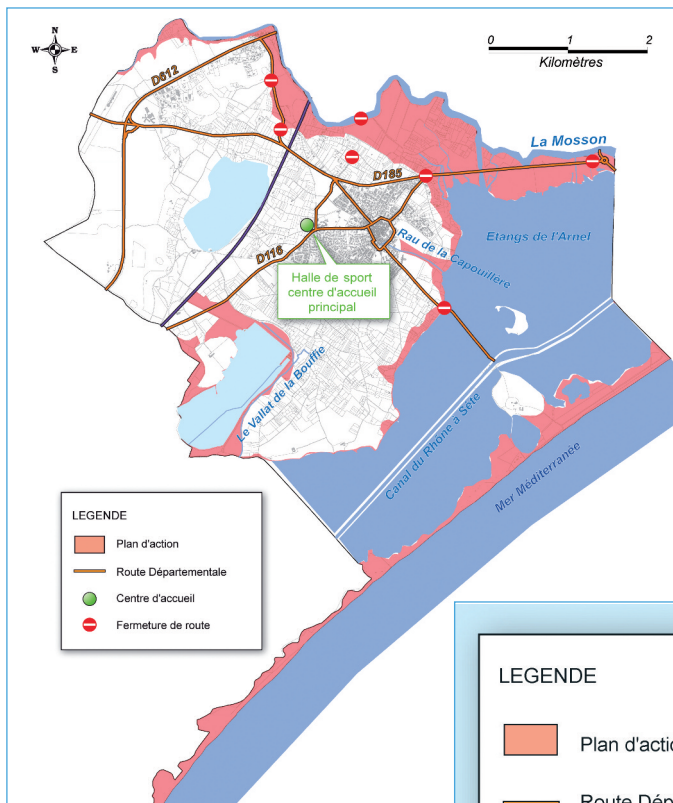 N
W E
S
0 1 2
Kilomètres
D612
La Mosson
D185
Etangs de l'Arnel
Rau de la Capouillère
D116
Halle de sport
centre d'accueil
principal
Le Vallat de la Bouffie
Canal du Rhône à Sète
Mer Méditerranée
LEGENDE
Plan d'action
Route Départementale
Centre d'accueil
Fermeture de route
LEGENDE
Plan d'actio
Route Dép